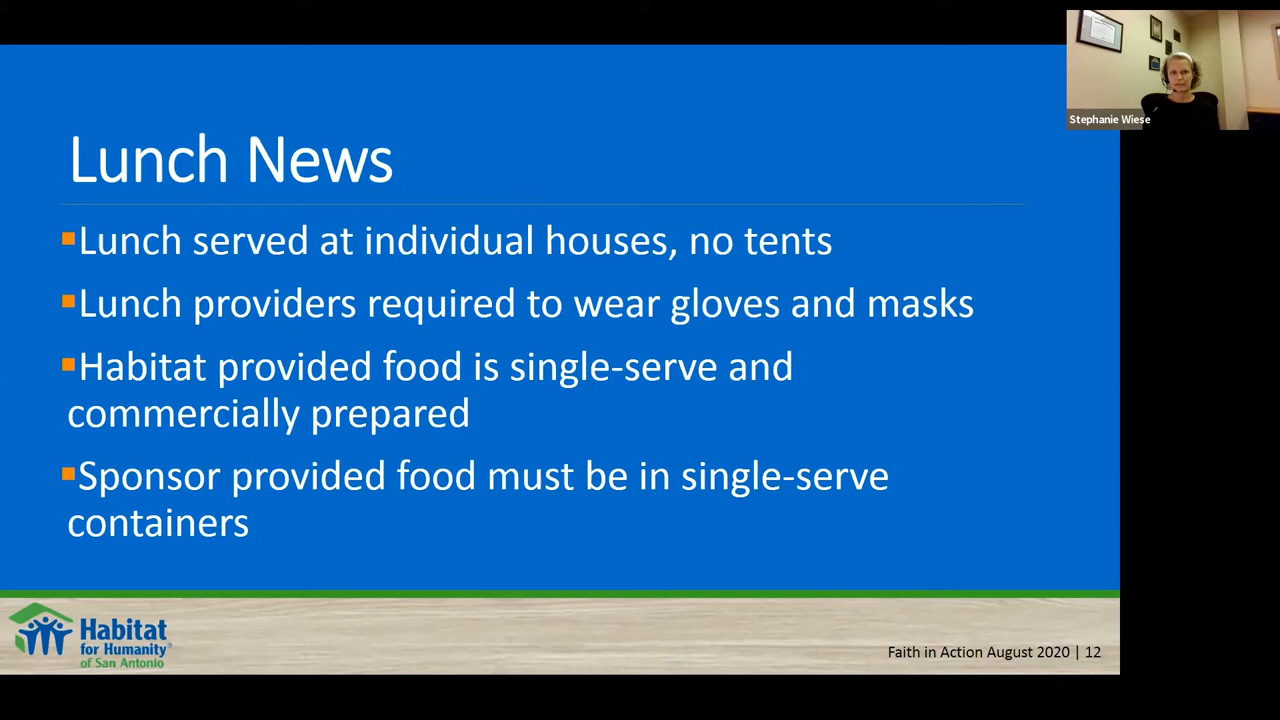 Stephanie Wiese
Lunch News
Lunch served at individual houses, no tents
Lunch providers required to wear gloves and masks
Habitat provided food is single-serve and
commercially prepared
Sponsor provided food must be in single-serve
containers
Habitat
for Humanity®
of San Antonio
Faith in Action August 2020 | 12